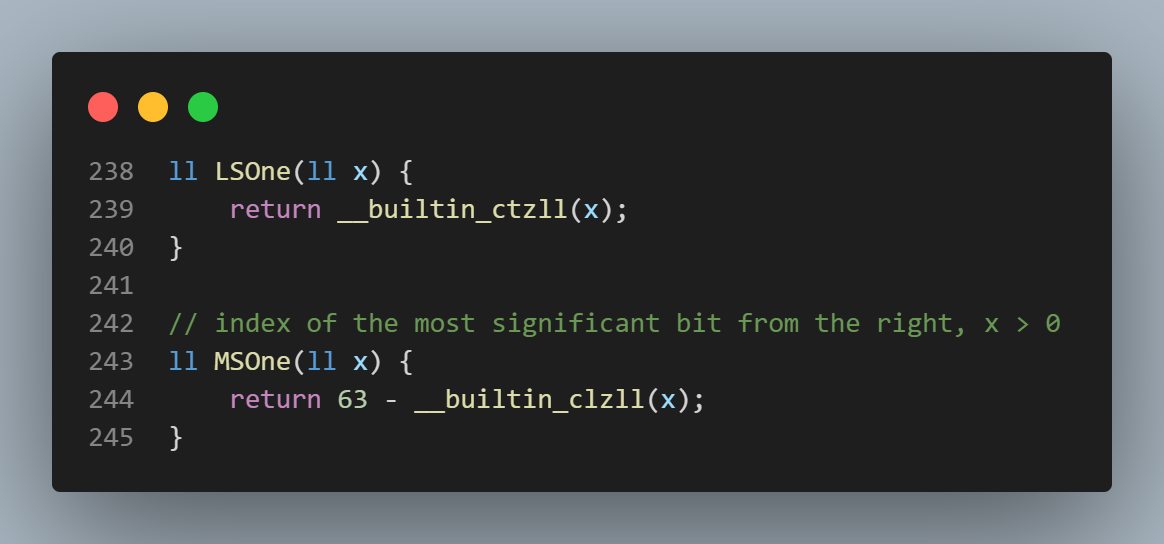 238 ll LSOne(ll x) {
239     return __builtin_ctzll(x);
240 }
241
242 // index of the most significant bit from the right, x > 0
243 ll MSOne(ll x) {
244     return 63 - __builtin_clzll(x);
245 }